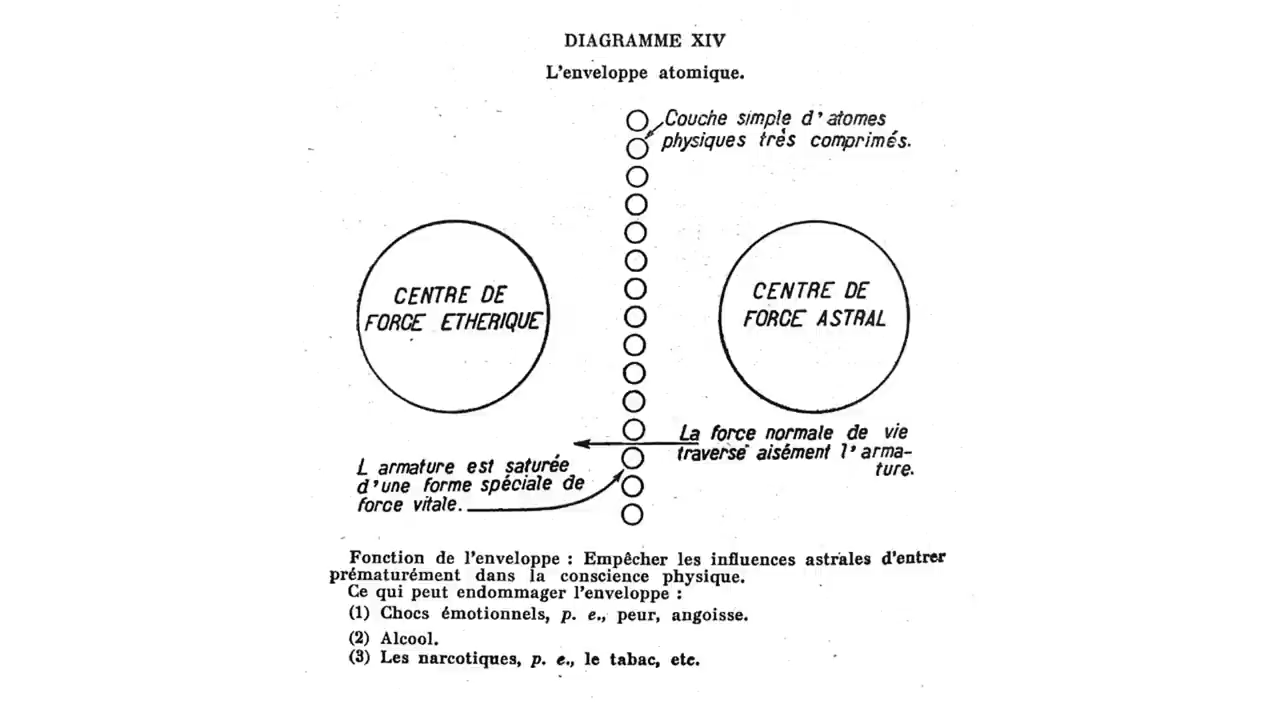 DIAGRAMME XIV
L'enveloppe atomique.
Couche simple d'atomes
physiques très comprimés.
CENTRE DE
FORCE ETHERIQUE
CENTRE DE
FORCE ASTRAL
La force normale de vie
traverse aisément l'arma-
ture.
L armature est saturée
d'une forme spéciale de
force vitale.
Fonction de l'enveloppe : Empêcher les influences astrales d'entrer
prématurément dans la conscience physique.
Ce qui peut endommager l'enveloppe :
(1) Chocs émotionnels, p. e., peur, angoisse.
(2) Alcool.
(3) Les narcotiques, p. e., le tabac, etc.